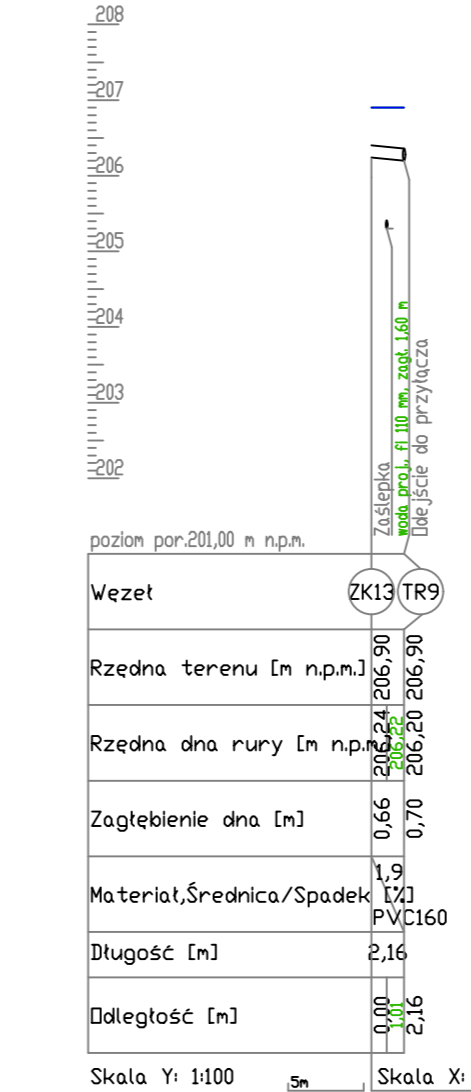 208
207
206
205
204
203
202
Zaślepka
woda proj. fi 110 mm, zagł. 1,60 m
Odejście do przyłącza
poziom por.201,00 m n.p.m.
Węzeł ZK13 TR9
Rzędna terenu [m n.p.m.] 206,90 206,90
Rzędna dna rury [m n.p.m.] 206,24 206,22 206,20
Zagłębienie dna [m] 0,66 0,70
Materiał,Średnica/Spadek [%] 1,9 PVC160
Długość [m] 2,16
Odległość [m] 0,00 1,01 2,16
Skala Y: 1:100 5m Skala X: